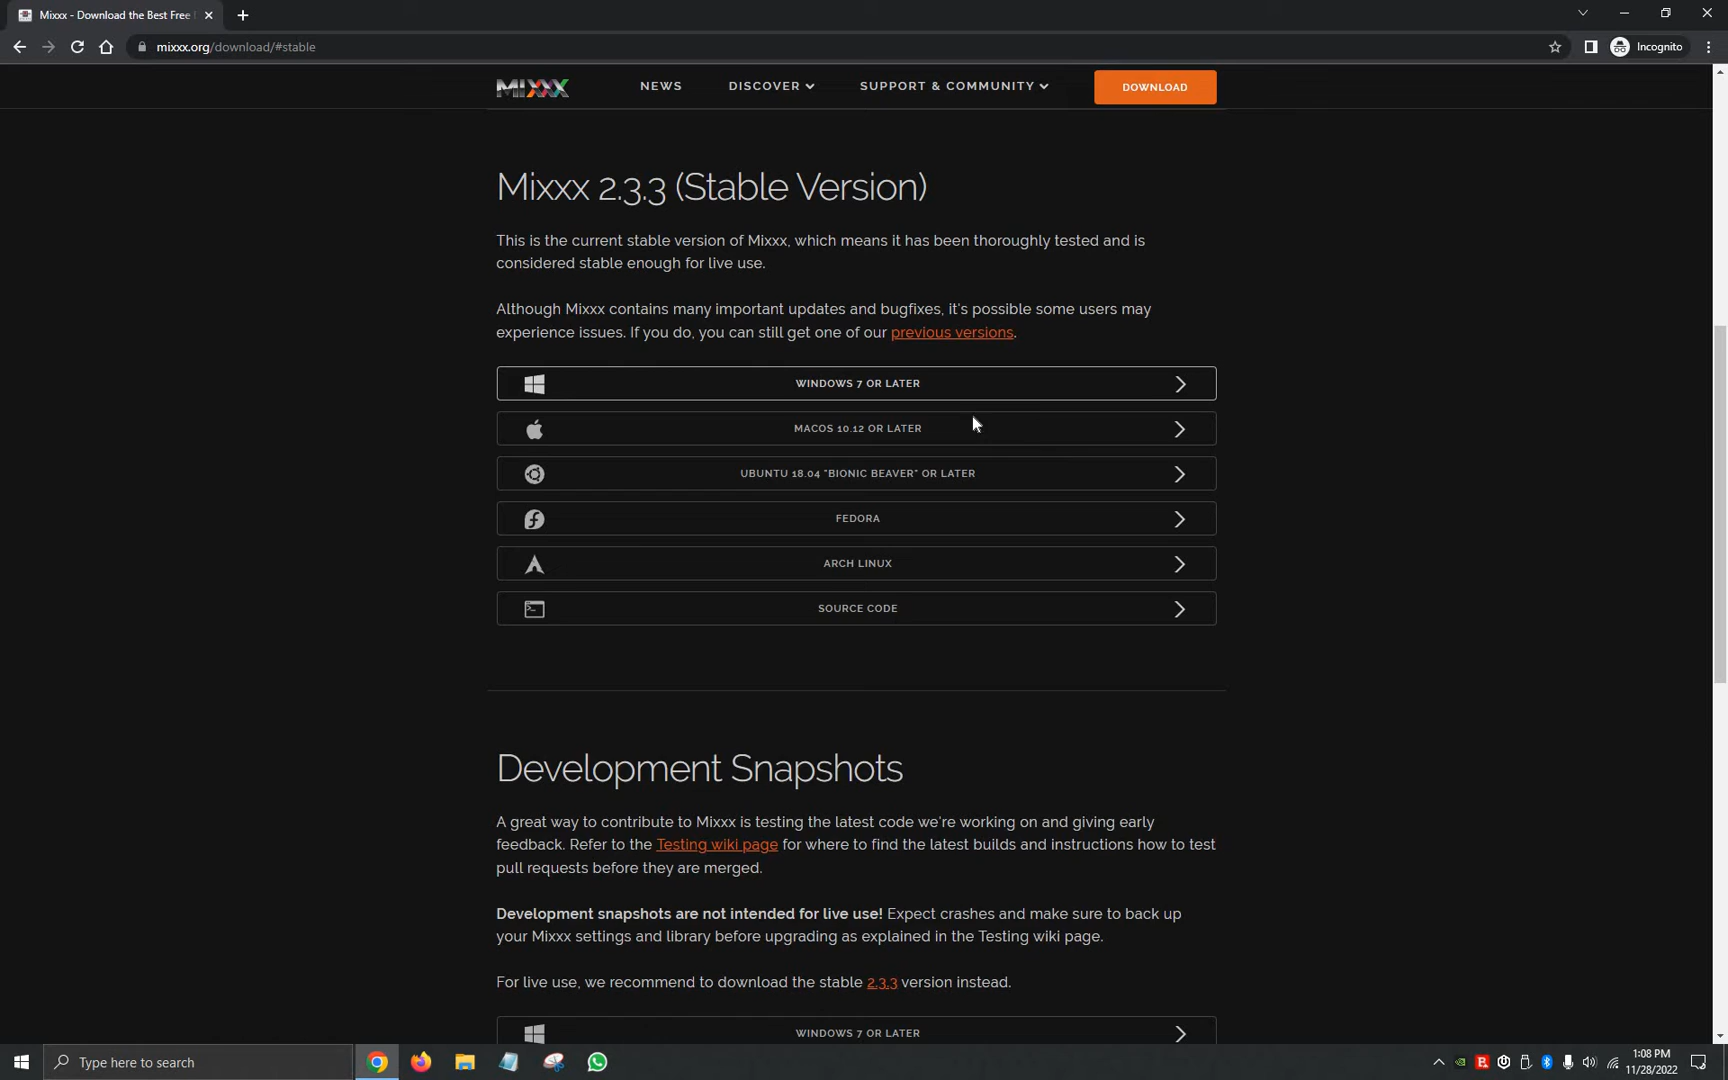 Mixxx - Download the Best Free
mixxx.org/download/#stable
Incognito
MIXXX
NEWS
DISCOVER
SUPPORT & COMMUNITY
DOWNLOAD
Mixxx 2.3.3 (Stable Version)
This is the current stable version of Mixxx, which means it has been thoroughly tested and is
considered stable enough for live use.
Although Mixxx contains many important updates and bugfixes, it's possible some users may
experience issues. If you do, you can still get one of our previous versions.
WINDOWS 7 OR LATER
MACOS 10.12 OR LATER
UBUNTU 18.04 "BIONIC BEAVER" OR LATER
FEDORA
ARCH LINUX
SOURCE CODE
Development Snapshots
A great way to contribute to Mixxx is testing the latest code we're working on and giving early
feedback. Refer to the Testing wiki page for where to find the latest builds and instructions how to test
pull requests before they are merged.
Development snapshots are not intended for live use! Expect crashes and make sure to back up
your Mixxx settings and library before upgrading as explained in the Testing wiki page.
For live use, we recommend to download the stable 2.3.3 version instead.
WINDOWS 7 OR LATER
Type here to search
1:08 PM
11/28/2022